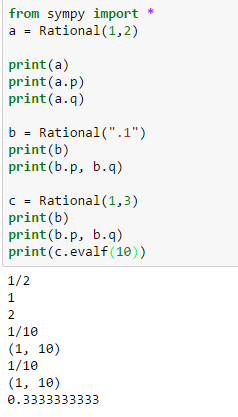 from sympy import *
a = Rational(1,2)
print(a)
print(a.p)
print(a.q)
b = Rational(".1")
print(b)
print(b.p, b.q)
c = Rational(1,3)
print(b)
print(b.p, b.q)
print(c.evalf(10))
1/2
1
2
1/10
(1, 10)
1/10
(1, 10)
0.3333333333